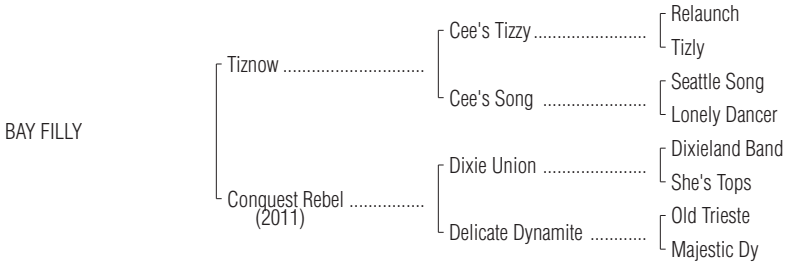 Relaunch
Cee's Tizzy ........................
Tizly
Tiznow ..............................
Seattle Song
Cee's Song ......................
Lonely Dancer
BAY FILLY
Dixieland Band
Dixie Union ......................
She's Tops
Conquest Rebel ................
(2011)
Old Trieste
Delicate Dynamite ............
Majestic Dy